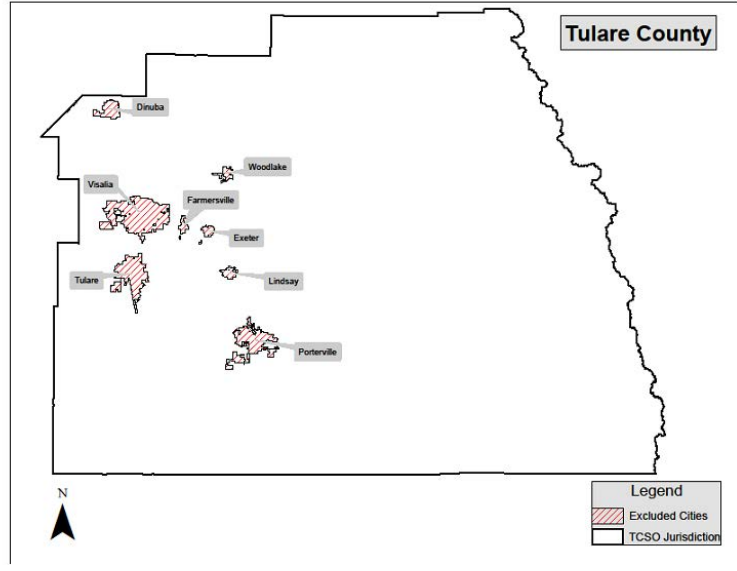 Tulare County
Dinuba
Woodlake
Visalia
Farmersville
Exeter
Tulare
Lindsay
Porterville
N
Legend
Excluded Cities
TCSO Jurisdiction